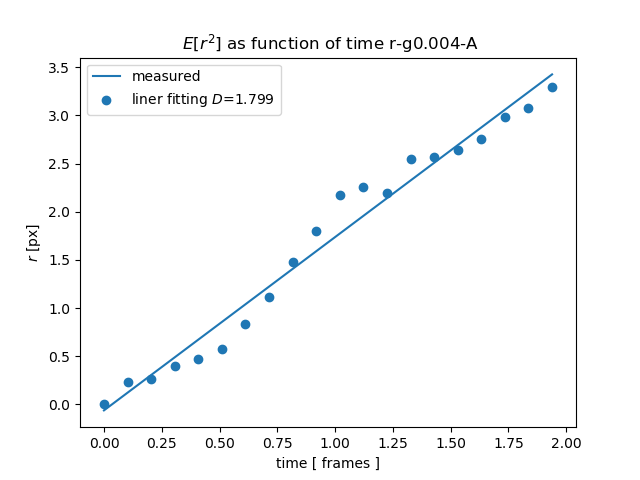 E[r²] as function of time r-g0.004-A
measured
liner fitting D=1.799
r [px]
3.5
3.0
2.5
2.0
1.5
1.0
0.5
0.0
0.00 0.25 0.50 0.75 1.00 1.25 1.50 1.75 2.00
time [ frames ]